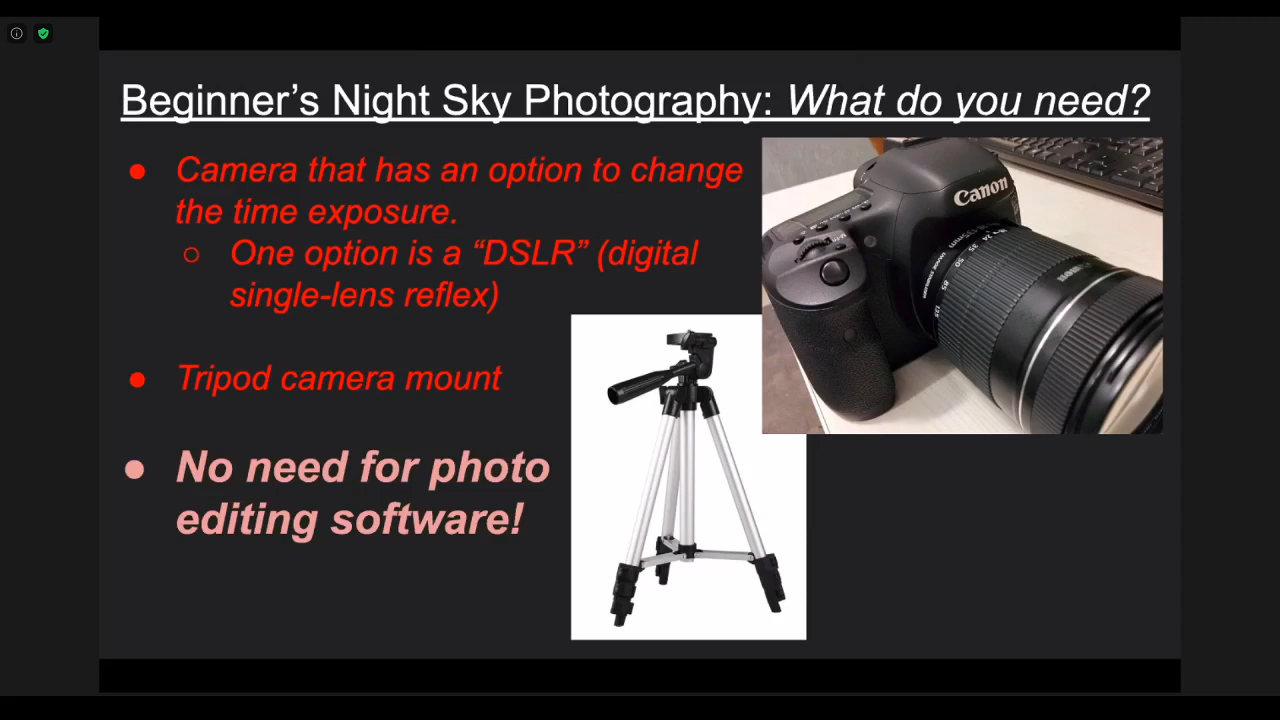 Beginner's Night Sky Photography: What do you need?
● Camera that has an option to change
the time exposure.
○ One option is a “DSLR” (digital
single-lens reflex)
● Tripod camera mount
● No need for photo
editing software!
Canon